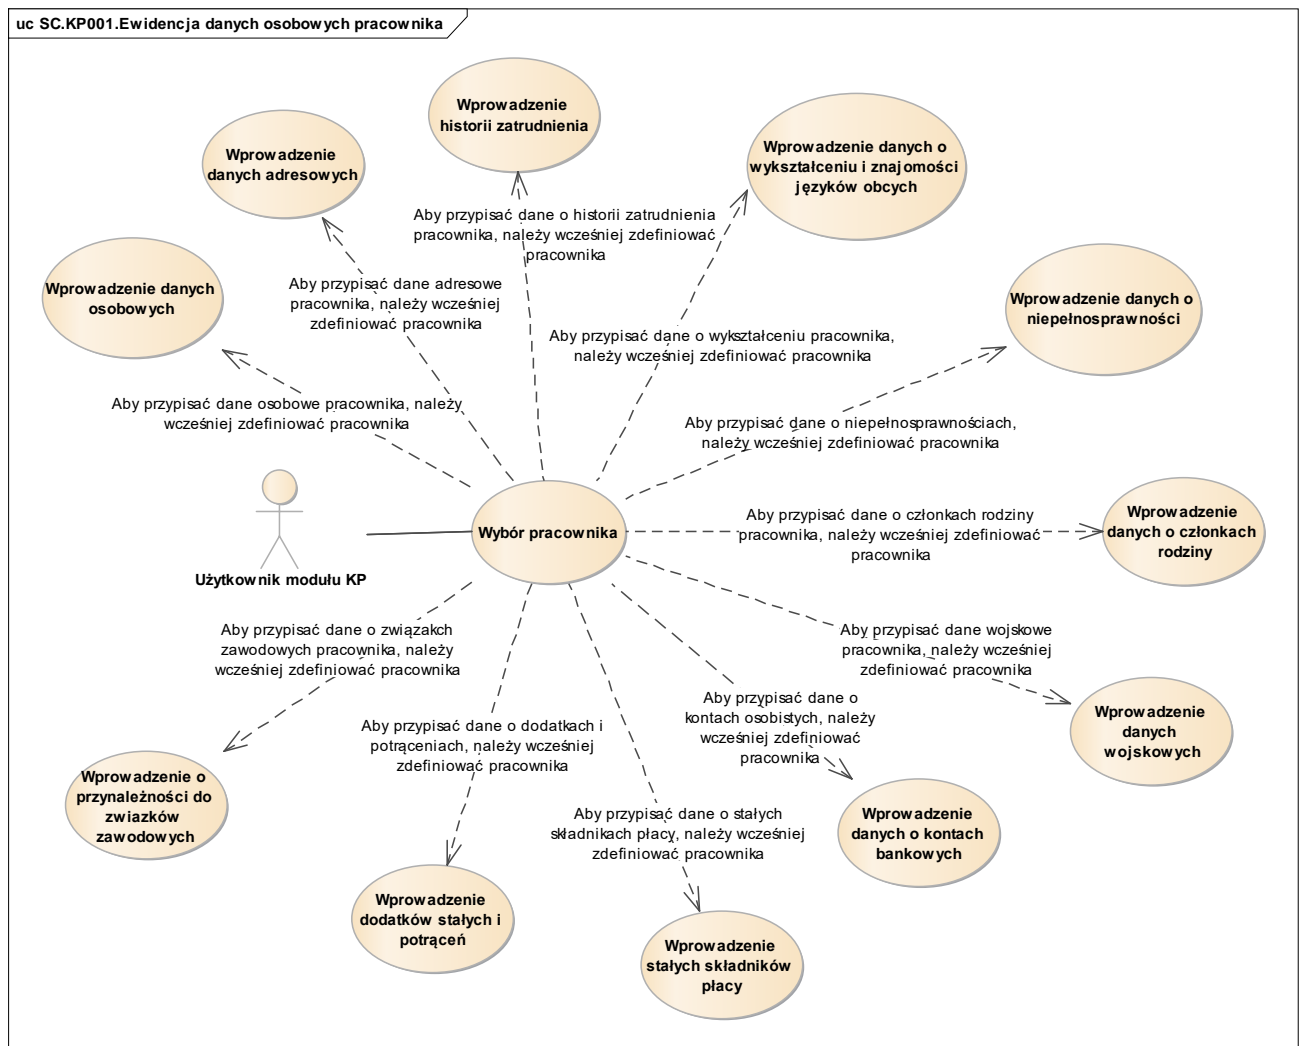 uc SC.KP001.Ewidencja danych osobowych pracownika
Wprowadzenie
historii zatrudnienia
Wprowadzenie
danych adresowych
Wprowadzenie danych o
wykształceniu i znajomości
języków obcych
Aby przypisać dane o historii zatrudnienia
pracownika, należy wcześniej zdefiniować
pracownika
Wprowadzenie danych
osobowych
Aby przypisać dane adresowe
pracownika, należy wcześniej
zdefiniować pracownika
Wprowadzenie danych o
niepełnosprawności
Aby przypisać dane o wykształceniu pracownika,
należy wcześniej zdefiniować pracownika
Aby przypisać dane osobowe pracownika, należy
wcześniej zdefiniować pracownika
Aby przypisać dane o niepełnosprawnościach,
należy wcześniej zdefiniować pracownika
Użytkownik modułu KP
Wybór pracownika
Aby przypisać dane o członkach rodziny
pracownika, należy wcześniej zdefiniować
pracownika
Wprowadzenie
danych o członkach
rodziny
Aby przypisać dane o związakch
zawodowych pracownika, należy
wcześniej zdefiniować pracownika
Aby przypisać dane wojskowe
pracownika, należy wcześniej
zdefiniować pracownika
Wprowadzenie
danych
wojskowych
Aby przypisać dane o
kontach osobistych, należy
wcześniej zdefiniować
pracownika
Aby przypisać dane o dodatkach i
potrąceniach, należy wcześniej
zdefiniować pracownika
Wprowadzenie o
przynależności do
zwiazków
zawodowych
Aby przypisać dane o stałych
składnikach płacy, należy wcześniej
zdefiniować pracownika
Wprowadzenie
danych o kontach
bankowych
Wprowadzenie
dodatków stałych i
potrąceń
Wprowadzenie
stałych składników
płacy